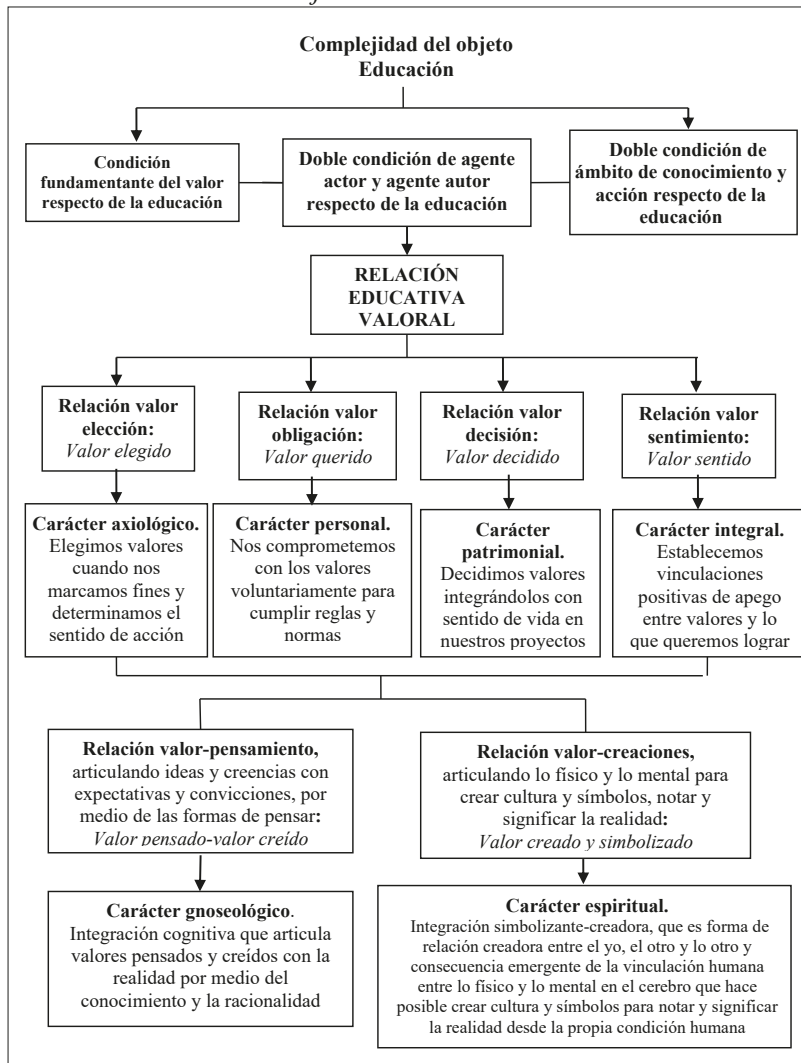 Complejidad del objeto
Educación
Condición
fundamentante del valor
respecto de la educación
Doble condición de agente
actor y agente autor
respecto de la educación
Doble condición de
ámbito de conocimiento y
acción respecto de la
educación
RELACIÓN
EDUCATIVA
VALORAL
Relación valor
elección:
Valor elegido
Relación valor
obligación:
Valor querido
Relación valor
decisión:
Valor decidido
Relación valor
sentimiento:
Valor sentido
Carácter axiológico.
Elegimos valores
cuando nos
marcamos fines y
determinamos el
sentido de acción
Carácter personal.
Nos comprometemos
con los valores
voluntariamente para
cumplir reglas y
normas
Carácter
patrimonial.
Decidimos valores
integrándolos con
sentido de vida en
nuestros proyectos
Carácter integral.
Establecemos
vinculaciones
positivas de apego
entre valores y lo
que queremos lograr
Relación valor-pensamiento,
articulando ideas y creencias con
expectativas y convicciones, por
medio de las formas de pensar:
Valor pensado-valor creído
Relación valor-creaciones,
articulando lo físico y lo mental para
crear cultura y símbolos, notar y
significar la realidad:
Valor creado y simbolizado
Carácter gnoseológico.
Integración cognitiva que articula
valores pensados y creídos con la
realidad por medio del
conocimiento y la racionalidad
Carácter espiritual.
Integración simbolizante-creadora, que es forma de
relación creadora entre el yo, el otro y lo otro y
consecuencia emergente de la vinculación humana
entre lo físico y lo mental en el cerebro que hace
posible crear cultura y símbolos para notar y significar
la realidad desde la propia condición humana